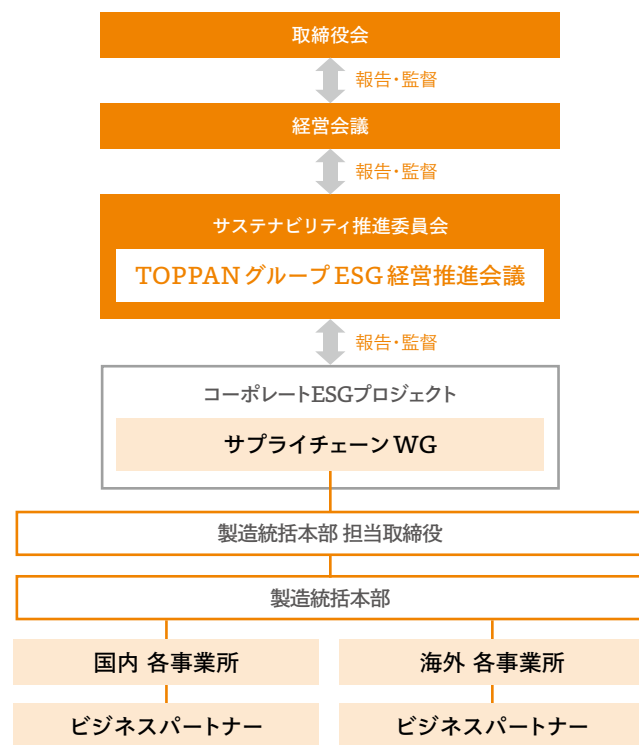 取締役会
報告・監督
経営会議
報告・監督
サステナビリティ推進委員会
TOPPANグループESG経営推進会議
報告・監督
コーポレートESGプロジェクト
サプライチェーンWG
製造統括本部 担当取締役
製造統括本部
国内 各事業所
海外 各事業所
ビジネスパートナー
ビジネスパートナー